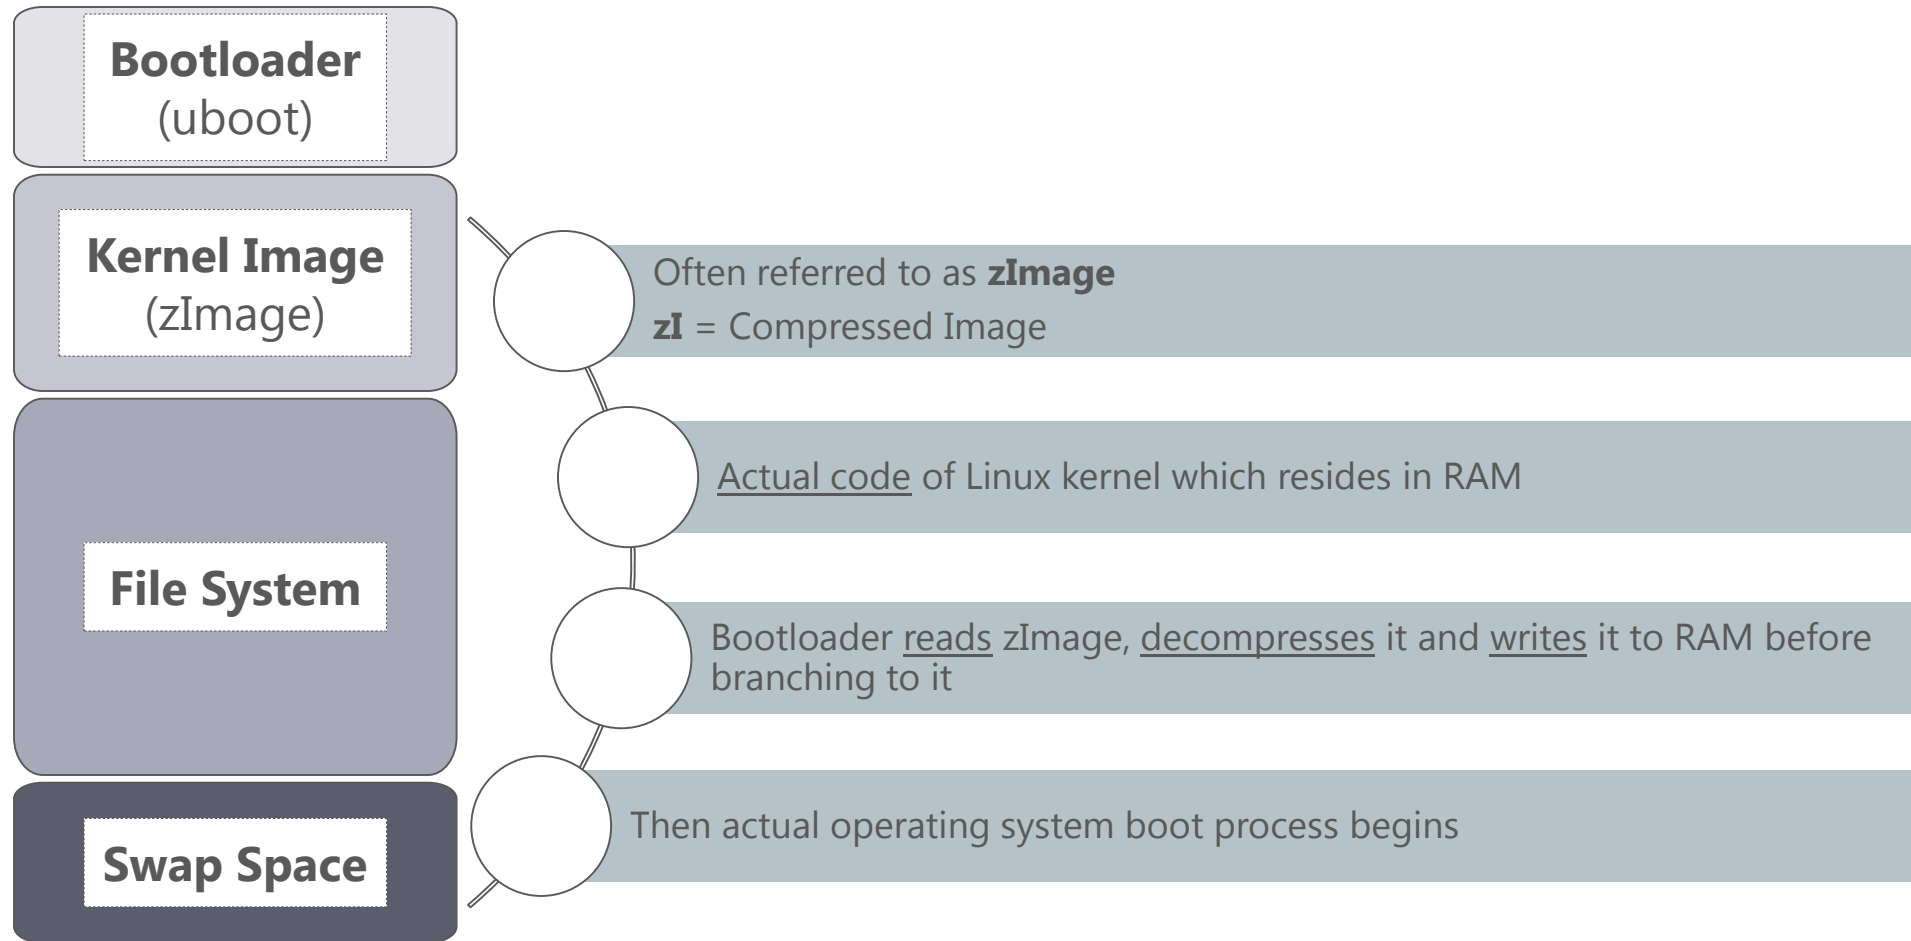 Bootloader
(uboot)
Kernel Image
(zImage)
File System
Swap Space
Often referred to as zImage
zI = Compressed Image
Actual code of Linux kernel which resides in RAM
Bootloader reads zImage, decompresses it and writes it to RAM before
branching to it
Then actual operating system boot process begins